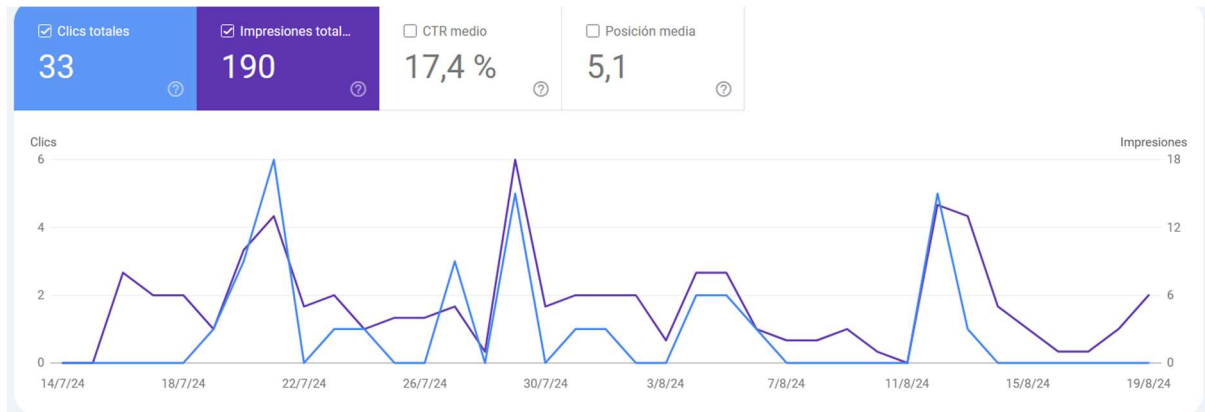 Clics totales
33
Impresiones total...
190
CTR medio
17,4 %
Posición media
5,1
Clics
Impresiones
6
18
4
12
2
6
0
0
14/7/24 18/7/24 22/7/24 26/7/24 30/7/24 3/8/24 7/8/24 11/8/24 15/8/24 19/8/24